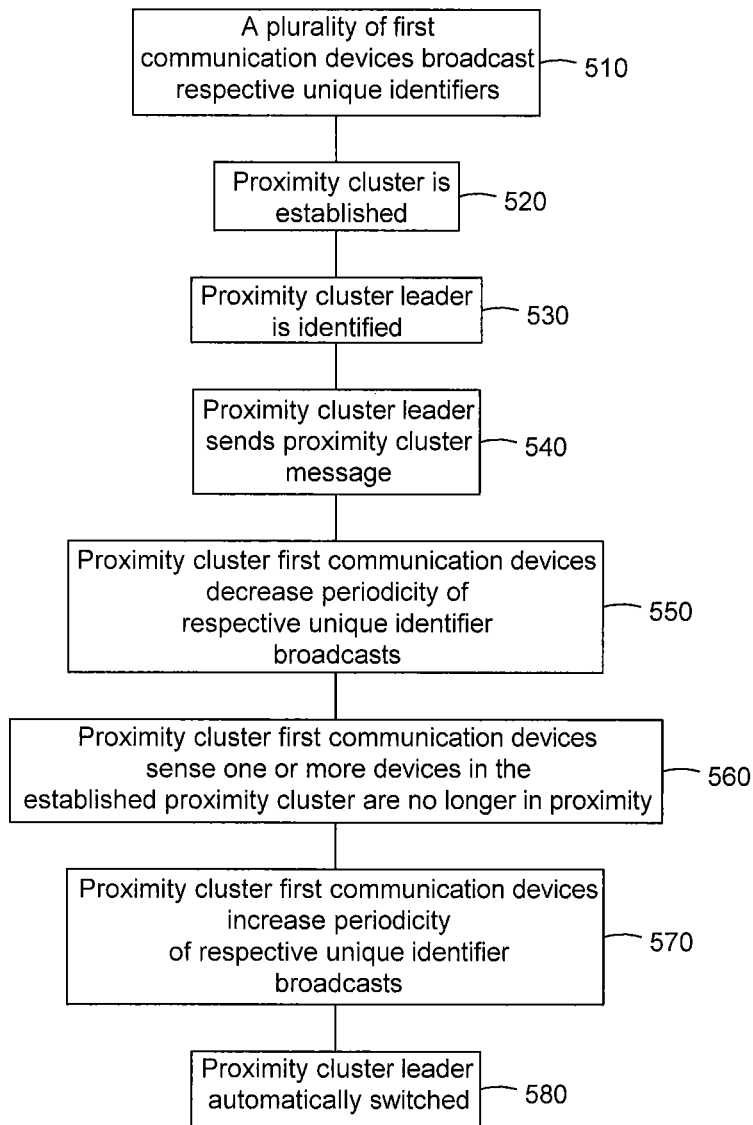 A plurality of first
communication devices broadcast
respective unique identifiers
510
Proximity cluster is
established
520
Proximity cluster leader
is identified
530
Proximity cluster leader
sends proximity cluster
message
540
Proximity cluster first communication devices
decrease periodicity of
respective unique identifier
broadcasts
550
Proximity cluster first communication devices
sense one or more devices in the
established proximity cluster are no longer in proximity
560
Proximity cluster first communication devices
increase periodicity
of respective unique identifier
broadcasts
570
Proximity cluster leader
automatically switched
580